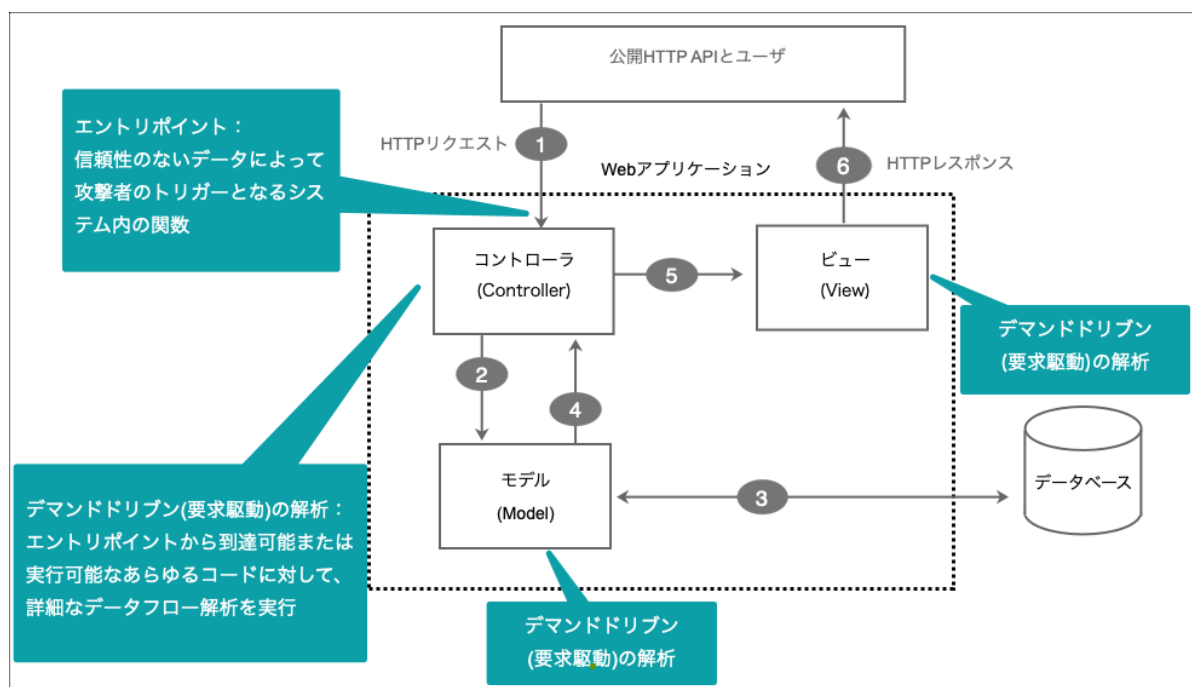 公開HTTP APIとユーザ
エントリポイント：
信頼性のないデータによって
攻撃者のトリガーとなるシス
テム内の関数
HTTPリクエスト
1
6
HTTPレスポンス
Webアプリケーション
コントローラ
(Controller)
5
ビュー
(View)
デマンドドリブン
(要求駆動)の解析
2
4
モデル
(Model)
3
データベース
デマンドドリブン(要求駆動)の解析：
エントリポイントから到達可能または
実行可能なあらゆるコードに対して、
詳細なデータフロー解析を実行
デマンドドリブン
(要求駆動)の解析